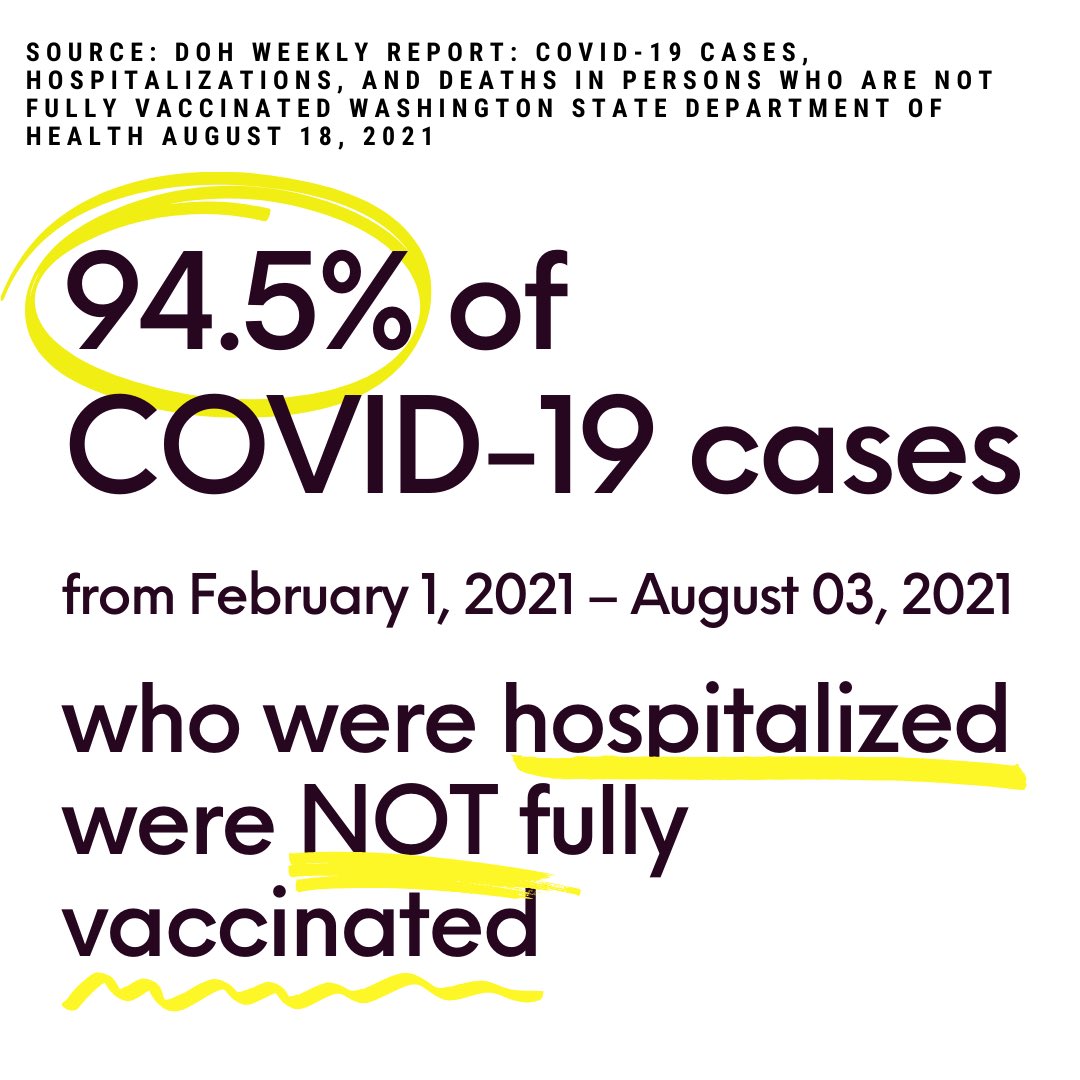 SOURCE: DOH WEEKLY REPORT: COVID-19 CASES,
HOSPITALIZATIONS, AND DEATHS IN PERSONS WHO ARE NOT
FULLY VACCINATED WASHINGTON STATE DEPARTMENT OF
HEALTH AUGUST 18, 2021
94.5% of
COVID-19 cases
from February 1, 2021 – August 03, 2021
who were hospitalized
were NOT fully
vaccinated